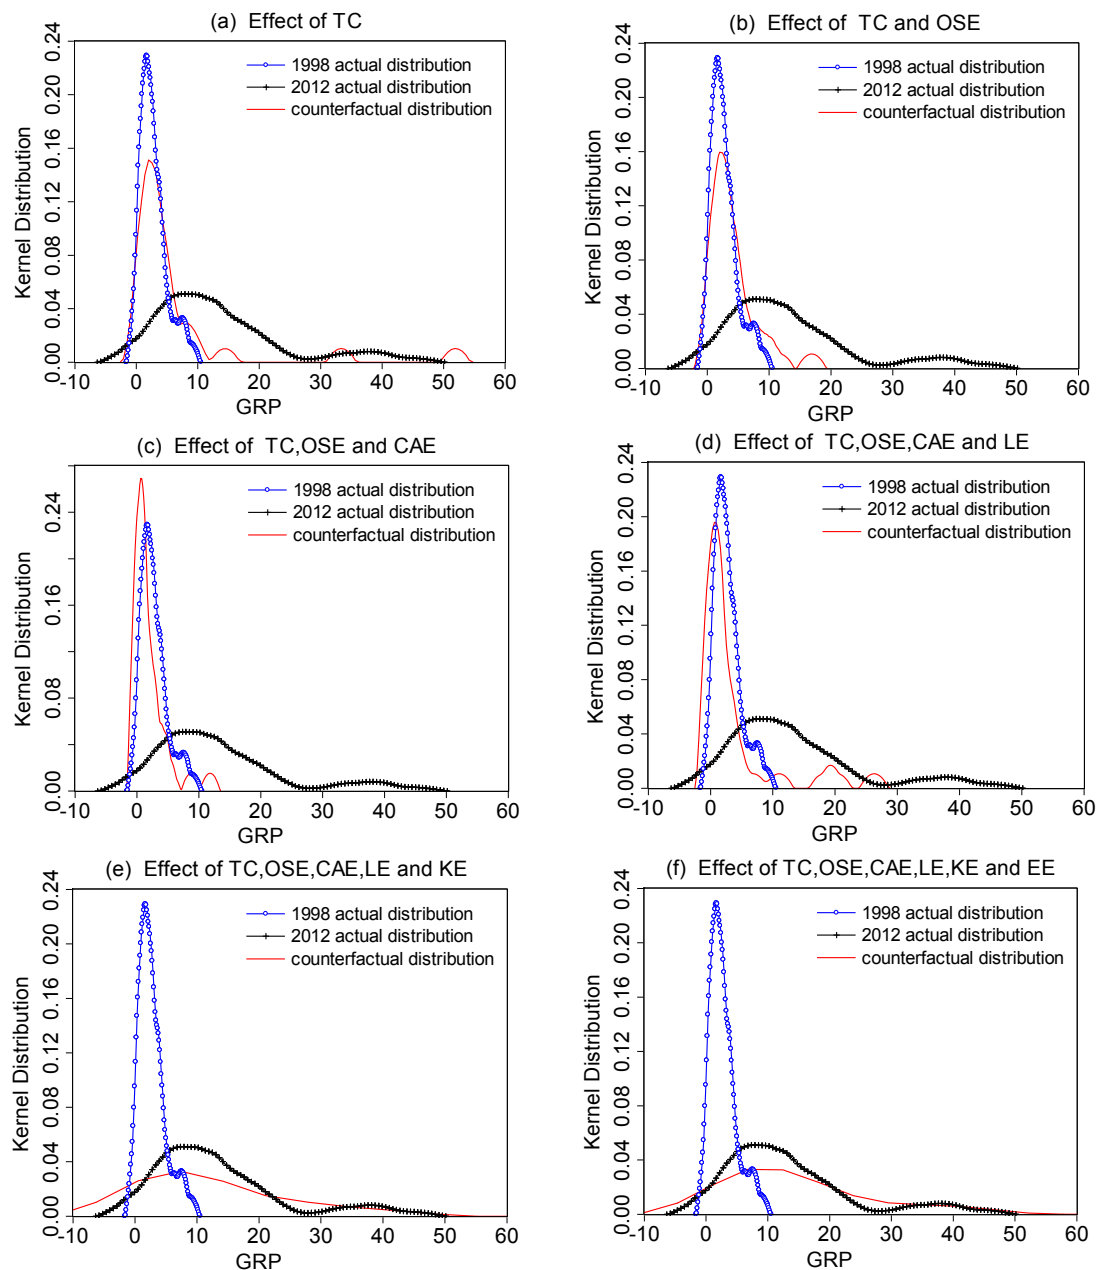 (a) Effect of TC
Kernel Distribution
0.00 0.04 0.08 0.12 0.16 0.20 0.24
1998 actual distribution
2012 actual distribution
counterfactual distribution
-10 0 10 20 30 40 50 60
GRP
(b) Effect of TC and OSE
Kernel Distribution
0.00 0.04 0.08 0.12 0.16 0.20 0.24
1998 actual distribution
2012 actual distribution
counterfactual distribution
-10 0 10 20 30 40 50 60
GRP
(c) Effect of TC,OSE and CAE
Kernel Distribution
0.00 0.08 0.16 0.24
1998 actual distribution
2012 actual distribution
counterfactual distribution
-10 0 10 20 30 40 50 60
GRP
(d) Effect of TC,OSE,CAE and LE
Kernel Distribution
0.00 0.04 0.08 0.12 0.16 0.20 0.24
1998 actual distribution
2012 actual distribution
counterfactual distribution
-10 0 10 20 30 40 50 60
GRP
(e) Effect of TC,OSE,CAE,LE and KE
Kernel Distribution
0.00 0.04 0.08 0.12 0.16 0.20 0.24
1998 actual distribution
2012 actual distribution
counterfactual distribution
-10 0 10 20 30 40 50 60
GRP
(f) Effect of TC,OSE,CAE,LE,KE and EE
Kernel Distribution
0.00 0.04 0.08 0.12 0.16 0.20 0.24
1998 actual distribution
2012 actual distribution
counterfactual distribution
-10 0 10 20 30 40 50 60
GRP